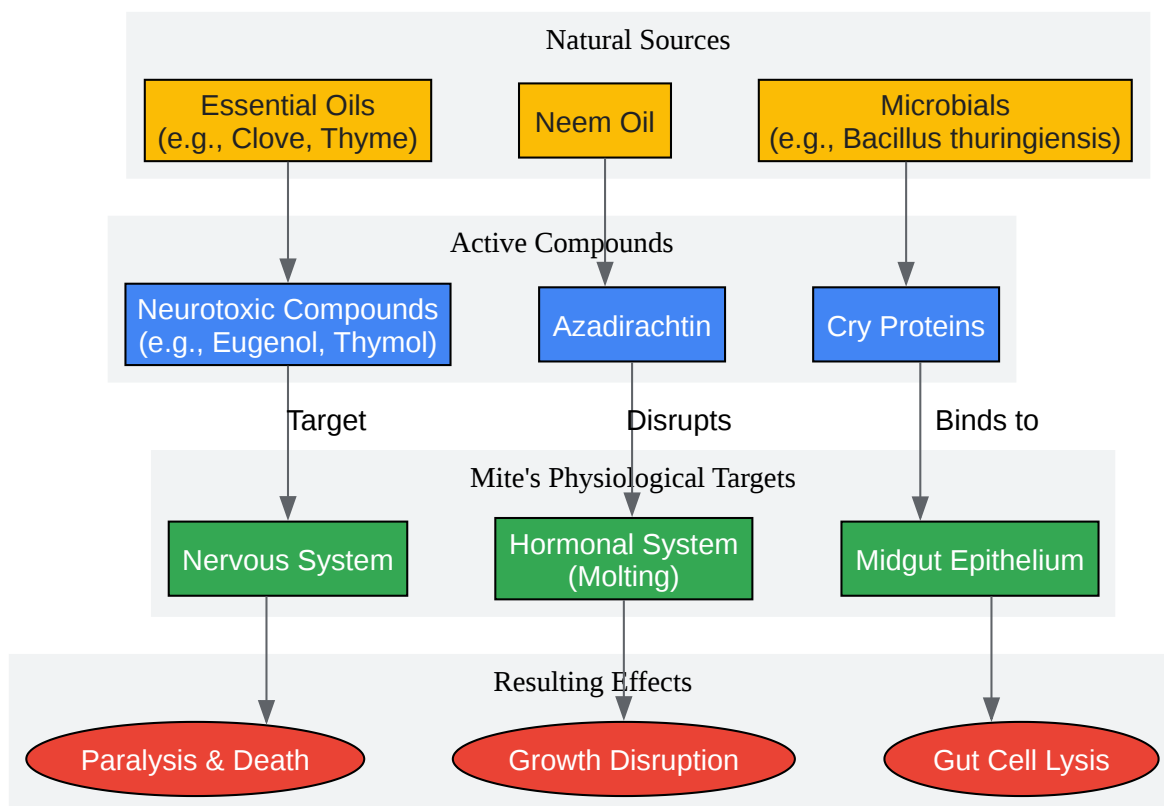 Natural Sources
Essential Oils
(e.g., Clove, Thyme)
Neem Oil
Microbials
(e.g., Bacillus thuringiensis)
Active Compounds
Neurotoxic Compounds
(e.g., Eugenol, Thymol)
Azadirachtin
Cry Proteins
Target
Disrupts
Binds to
Mite's Physiological Targets
Nervous System
Hormonal System
(Molting)
Midgut Epithelium
Resulting Effects
Paralysis & Death
Growth Disruption
Gut Cell Lysis